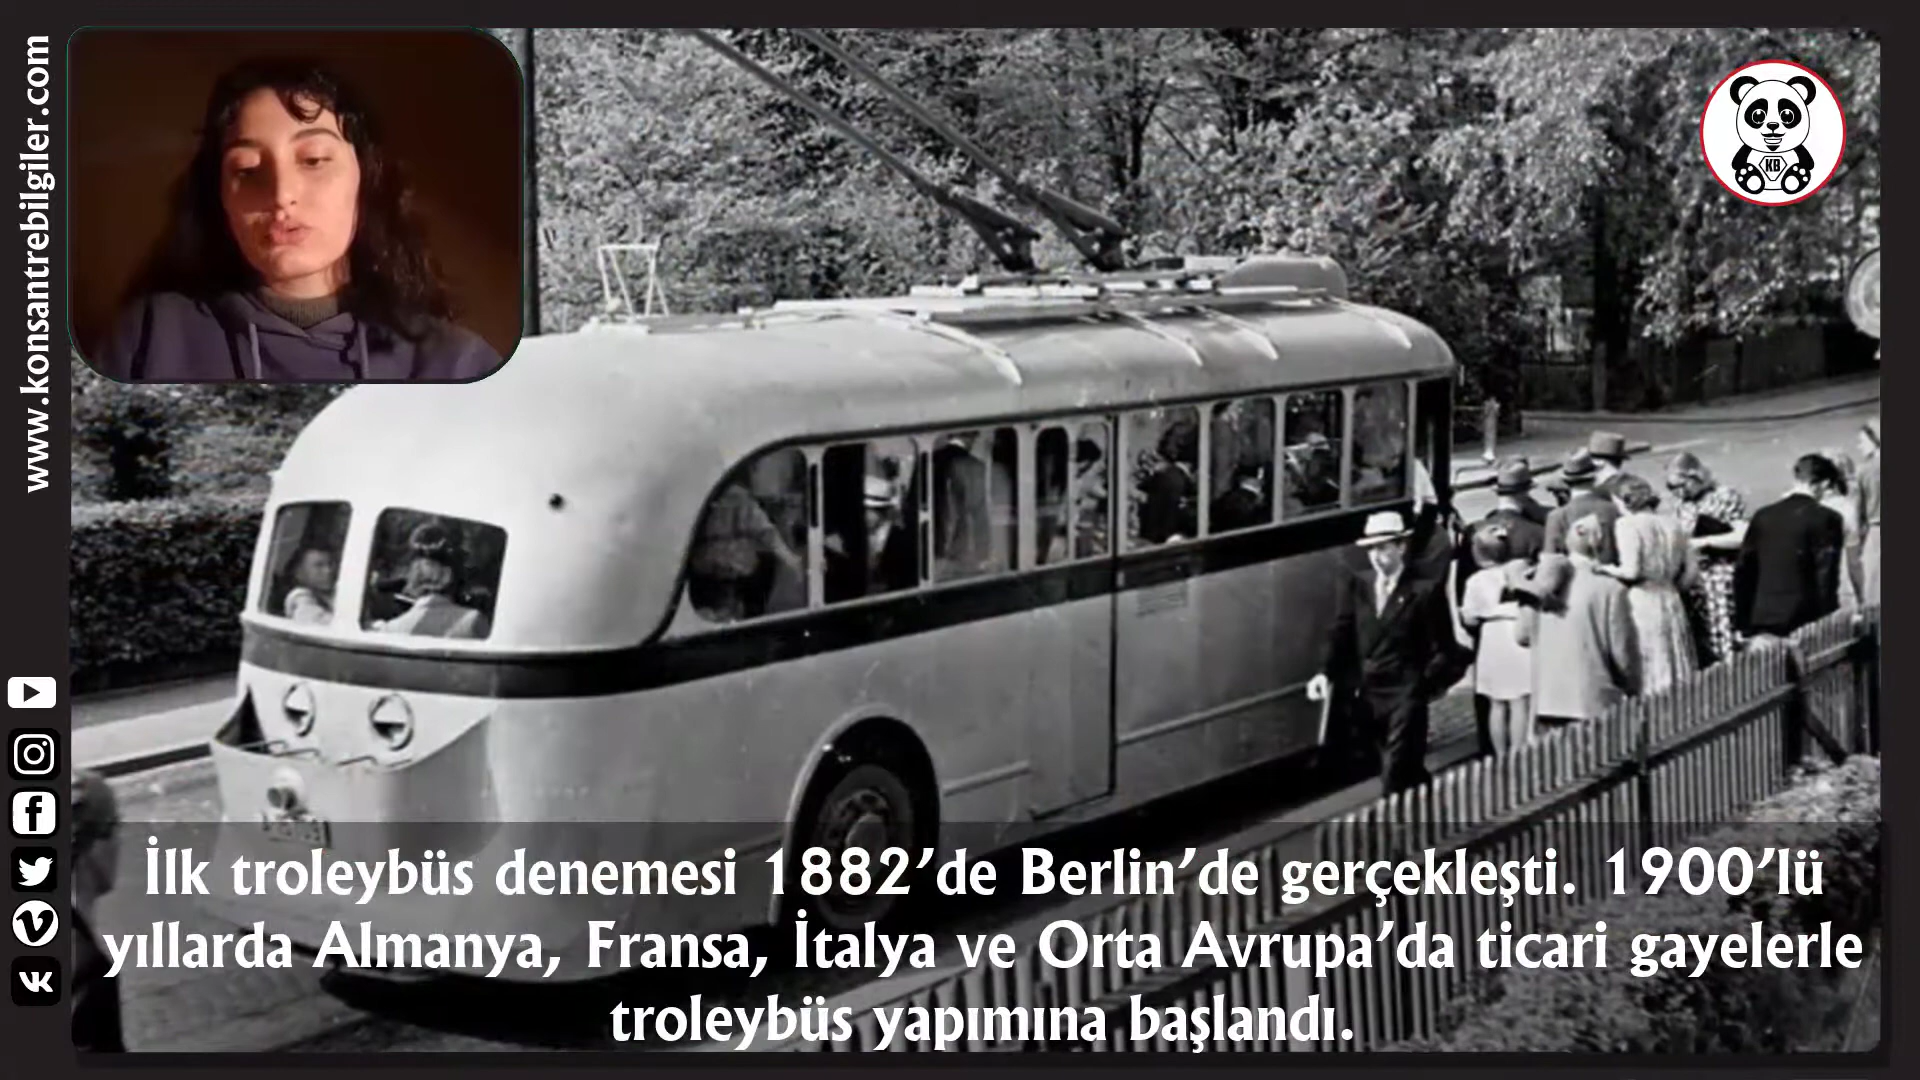 www.konsantrebilgiler.com
KB
İlk troleybüs denemesi 1882’de Berlin’de gerçekleşti. 1900’lü
yıllarda Almanya, Fransa, İtalya ve Orta Avrupa’da ticari gayelerle
troleybüs yapımına başlandı.